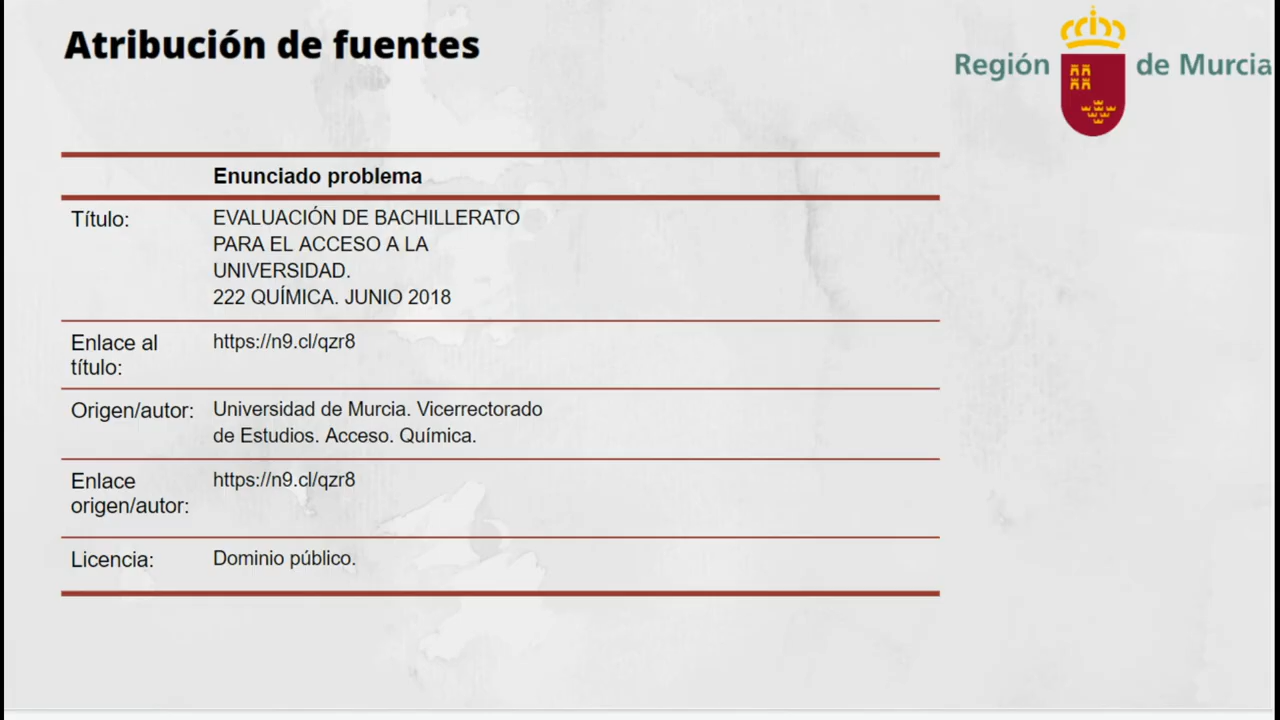 Atribución de fuentes
Región de Murcia
Enunciado problema
Título:
EVALUACIÓN DE BACHILLERATO
PARA EL ACCESO A LA
UNIVERSIDAD.
222 QUÍMICA. JUNIO 2018
Enlace al
título:
https://n9.cl/qzr8
Origen/autor:
Universidad de Murcia. Vicerrectorado
de Estudios. Acceso. Química.
Enlace
origen/autor:
https://n9.cl/qzr8
Licencia:
Dominio público.